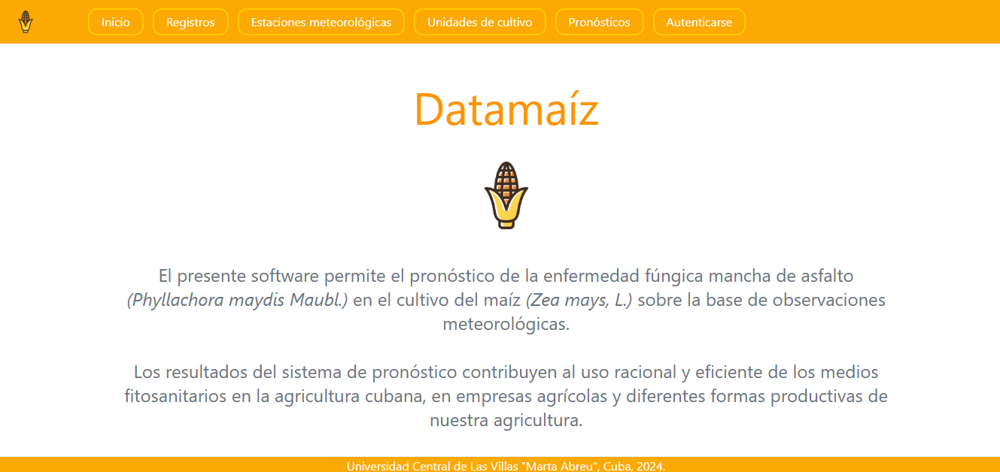 Inicio
Registros
Estaciones meteorológicas
Unidades de cultivo
Pronósticos
Autenticarse
Datamaíz
El presente software permite el pronóstico de la enfermedad fúngica mancha de asfalto
(Phyllachora maydis Maubl.) en el cultivo del maíz (Zea mays, L.) sobre la base de observaciones
meteorológicas.
Los resultados del sistema de pronóstico contribuyen al uso racional y eficiente de los medios
fitosanitarios en la agricultura cubana, en empresas agrícolas y diferentes formas productivas de
nuestra agricultura.
Universidad Central de Las Villas "Marta Abreu", Cuba, 2024.